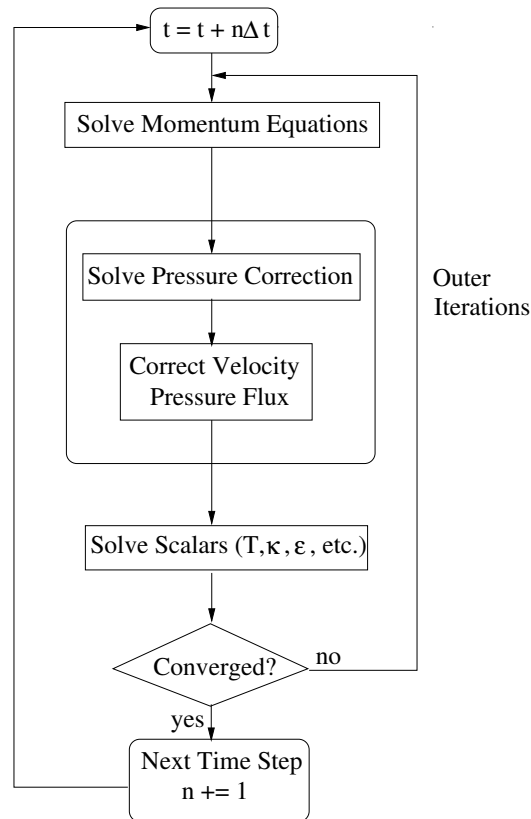 t = t + nΔt
Solve Momentum Equations
Solve Pressure Correction
Outer
Iterations
Correct Velocity
Pressure Flux
Solve Scalars (T,κ,ε, etc.)
Converged?
no
yes
Next Time Step
n += 1